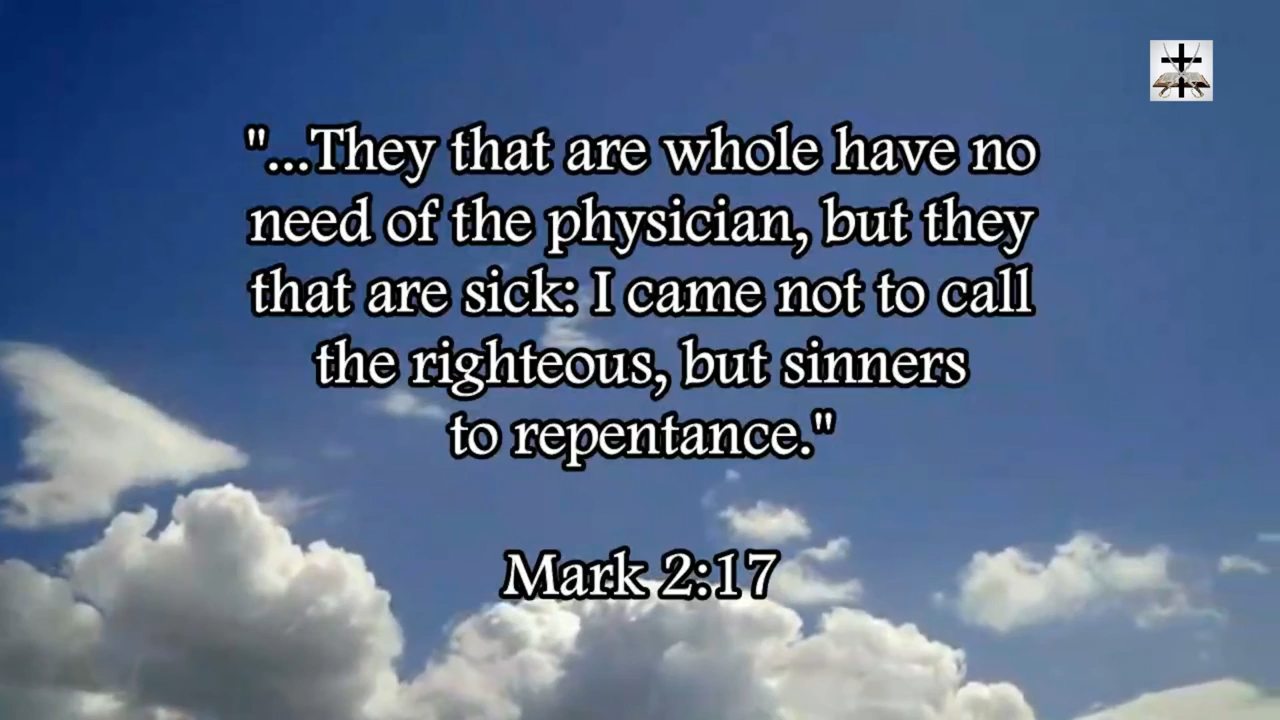 "...They that are whole have no
need of the physician, but they
that are sick: I came not to call
the righteous, but sinners
to repentance."
Mark 2:17